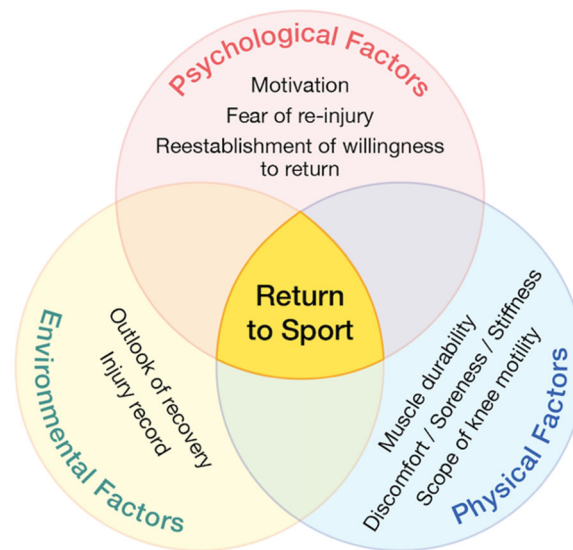 Psychological Factors
Motivation
Fear of re-injury
Reestablishment of willingness
to return
Return
to Sport
Environmental Factors
Outlook of recovery
Injury record
Muscle durability
Discomfort / Soreness / Stiffness
Scope of knee motility
Physical Factors